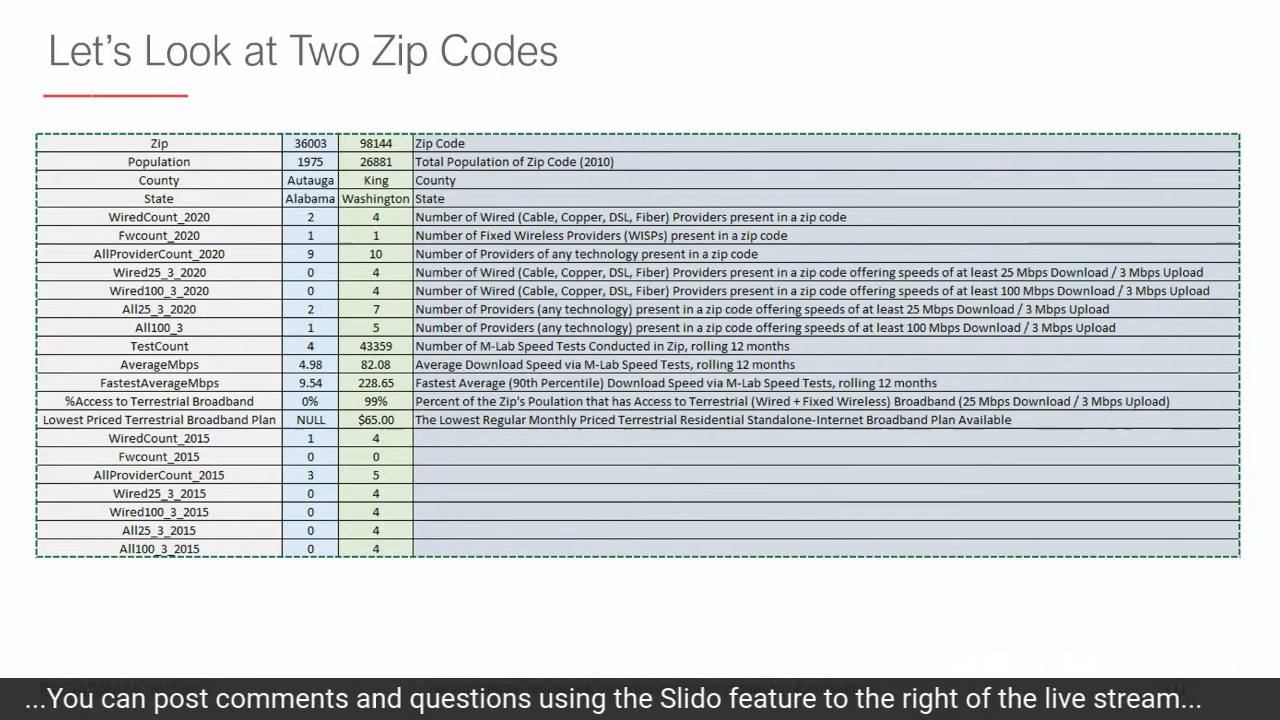 Let's Look at Two Zip Codes
Zip 36003 98144 Zip Code
Population 1975 26881 Total Population of Zip Code (2010)
County Autauga King County
State Alabama Washington State
WiredCount_2020 2 4 Number of Wired (Cable, Copper, DSL, Fiber) Providers present in a zip code
Fwcount_2020 1 1 Number of Fixed Wireless Providers (WISPs) present in a zip code
AllProviderCount_2020 9 10 Number of Providers of any technology present in a zip code
Wired25_3_2020 0 4 Number of Wired (Cable, Copper, DSL, Fiber) Providers present in a zip code offering speeds of at least 25 Mbps Download / 3 Mbps Upload
Wired100_3_2020 0 4 Number of Wired (Cable, Copper, DSL, Fiber) Providers present in a zip code offering speeds of at least 100 Mbps Download / 3 Mbps Upload
All25_3_2020 2 7 Number of Providers (any technology) present in a zip code offering speeds of at least 25 Mbps Download / 3 Mbps Upload
All100_3 1 5 Number of Providers (any technology) present in a zip code offering speeds of at least 100 Mbps Download / 3 Mbps Upload
TestCount 4 43359 Number of M-Lab Speed Tests Conducted in Zip, rolling 12 months
AverageMbps 4.98 82.08 Average Download Speed via M-Lab Speed Tests, rolling 12 months
FastestAverageMbps 9.54 228.65 Fastest Average (90th Percentile) Download Speed via M-Lab Speed Tests, rolling 12 months
%Access to Terrestrial Broadband 0% 99% Percent of the Zip's Poulation that has Access to Terrestrial (Wired + Fixed Wireless) Broadband (25 Mbps Download / 3 Mbps Upload)
Lowest Priced Terrestrial Broadband Plan NULL $65.00 The Lowest Regular Monthly Priced Terrestrial Residential Standalone-Internet Broadband Plan Available
WiredCount_2015 1 4
Fwcount_2015 0 0
AllProviderCount_2015 3 5
Wired25_3_2015 0 4
Wired100_3_2015 0 4
All25_3_2015 0 4
All100_3_2015 0 4
...You can post comments and questions using the Slido feature to the right of the live stream...